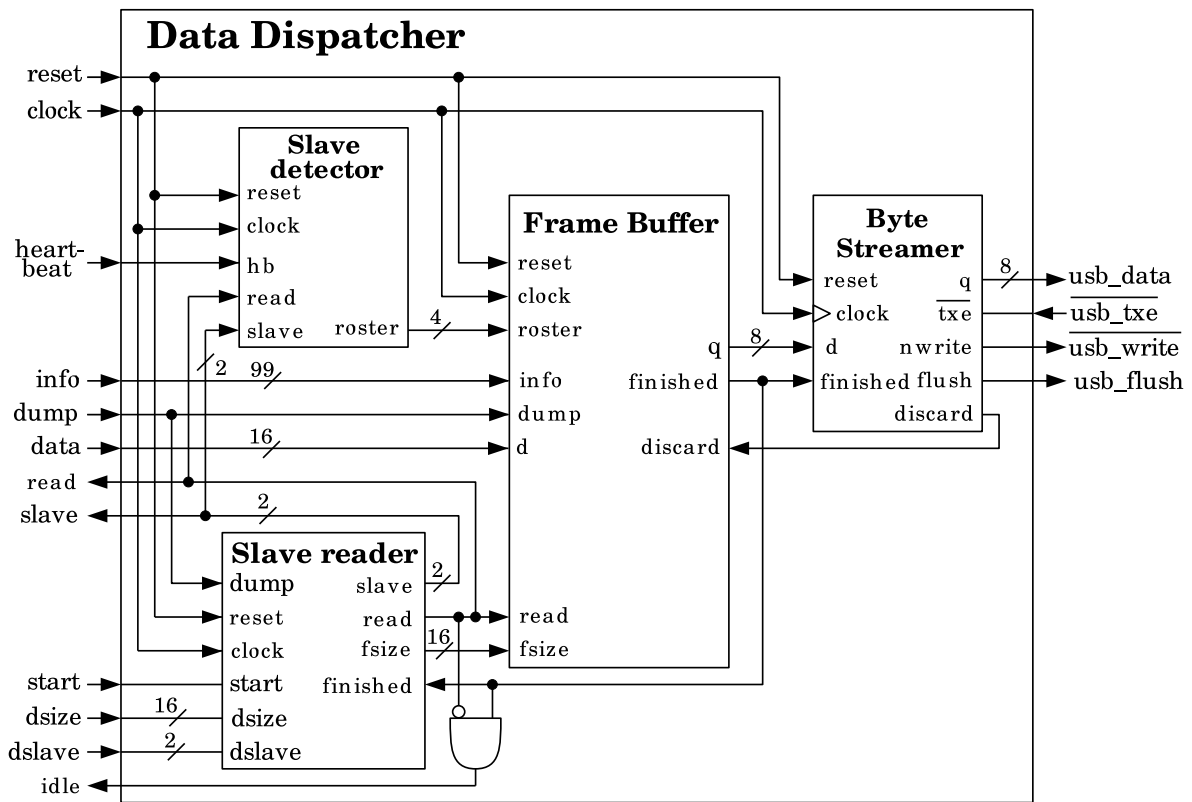 Data Dispatcher
reset
clock
heart-
beat
info
dump
data
read
slave
start
dsize
dslave
idle
Slave
detector
reset
clock
hb
read
slave
roster
4
2
99
16
2
Frame Buffer
reset
clock
roster
info
dump
d
read
fsize
q
finished
discard
8
Byte
Streamer
reset
clock
d
finished
q
txe
nwrite
flush
discard
8
usb_data
usb_txe
usb_write
usb_flush
Slave reader
dump
reset
clock
start
dsize
dslave
slave
read
fsize
finished
2
16
16
2